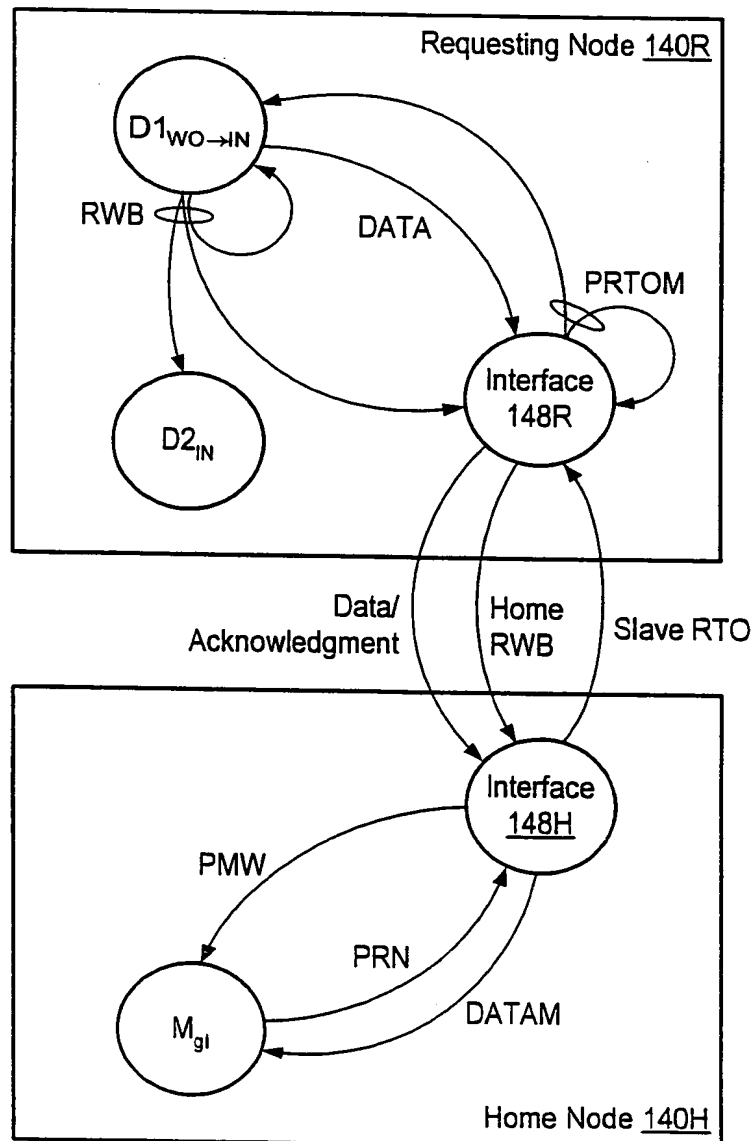 Requesting Node 140R
D1WO→IN
RWB
DATA
PRTOM
Interface
148R
D2IN
Data/
Acknowledgment
Home
RWB
Slave RTO
Interface
148H
PMW
PRN
DATAM
Mgl
Home Node 140H